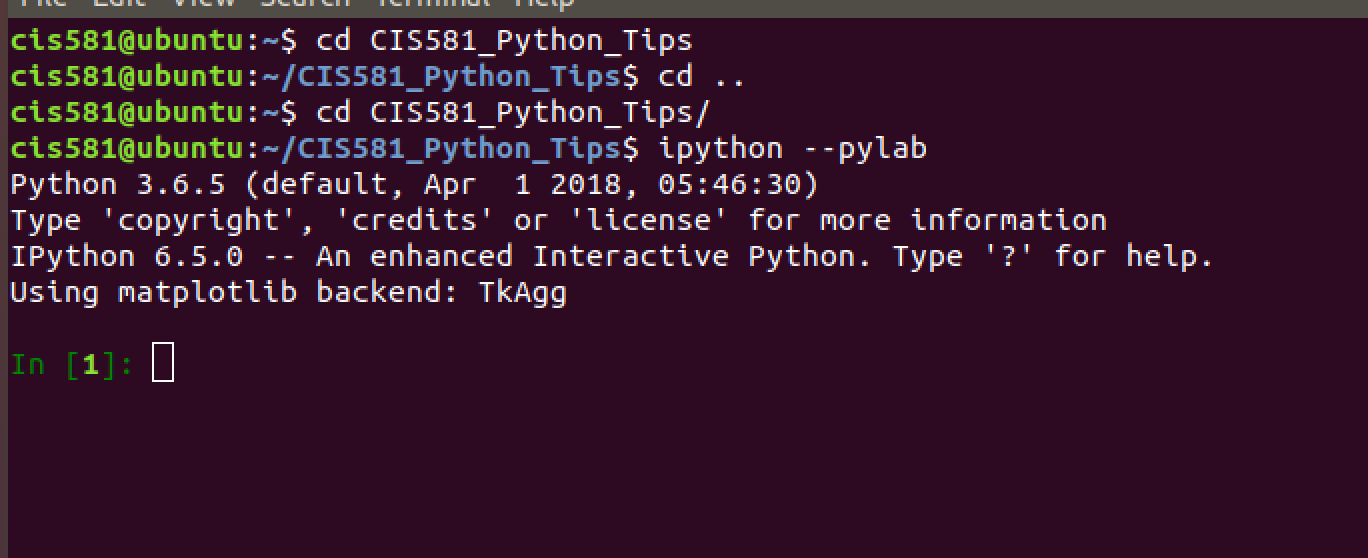 File Edit View Search Terminal Help
cis581@ubuntu:~$ cd CIS581_Python_Tips
cis581@ubuntu:~/CIS581_Python_Tips$ cd ..
cis581@ubuntu:~$ cd CIS581_Python_Tips/
cis581@ubuntu:~/CIS581_Python_Tips$ ipython --pylab
Python 3.6.5 (default, Apr  1 2018, 05:46:30)
Type 'copyright', 'credits' or 'license' for more information
IPython 6.5.0 -- An enhanced Interactive Python. Type '?' for help.
Using matplotlib backend: TkAgg
In [1]: